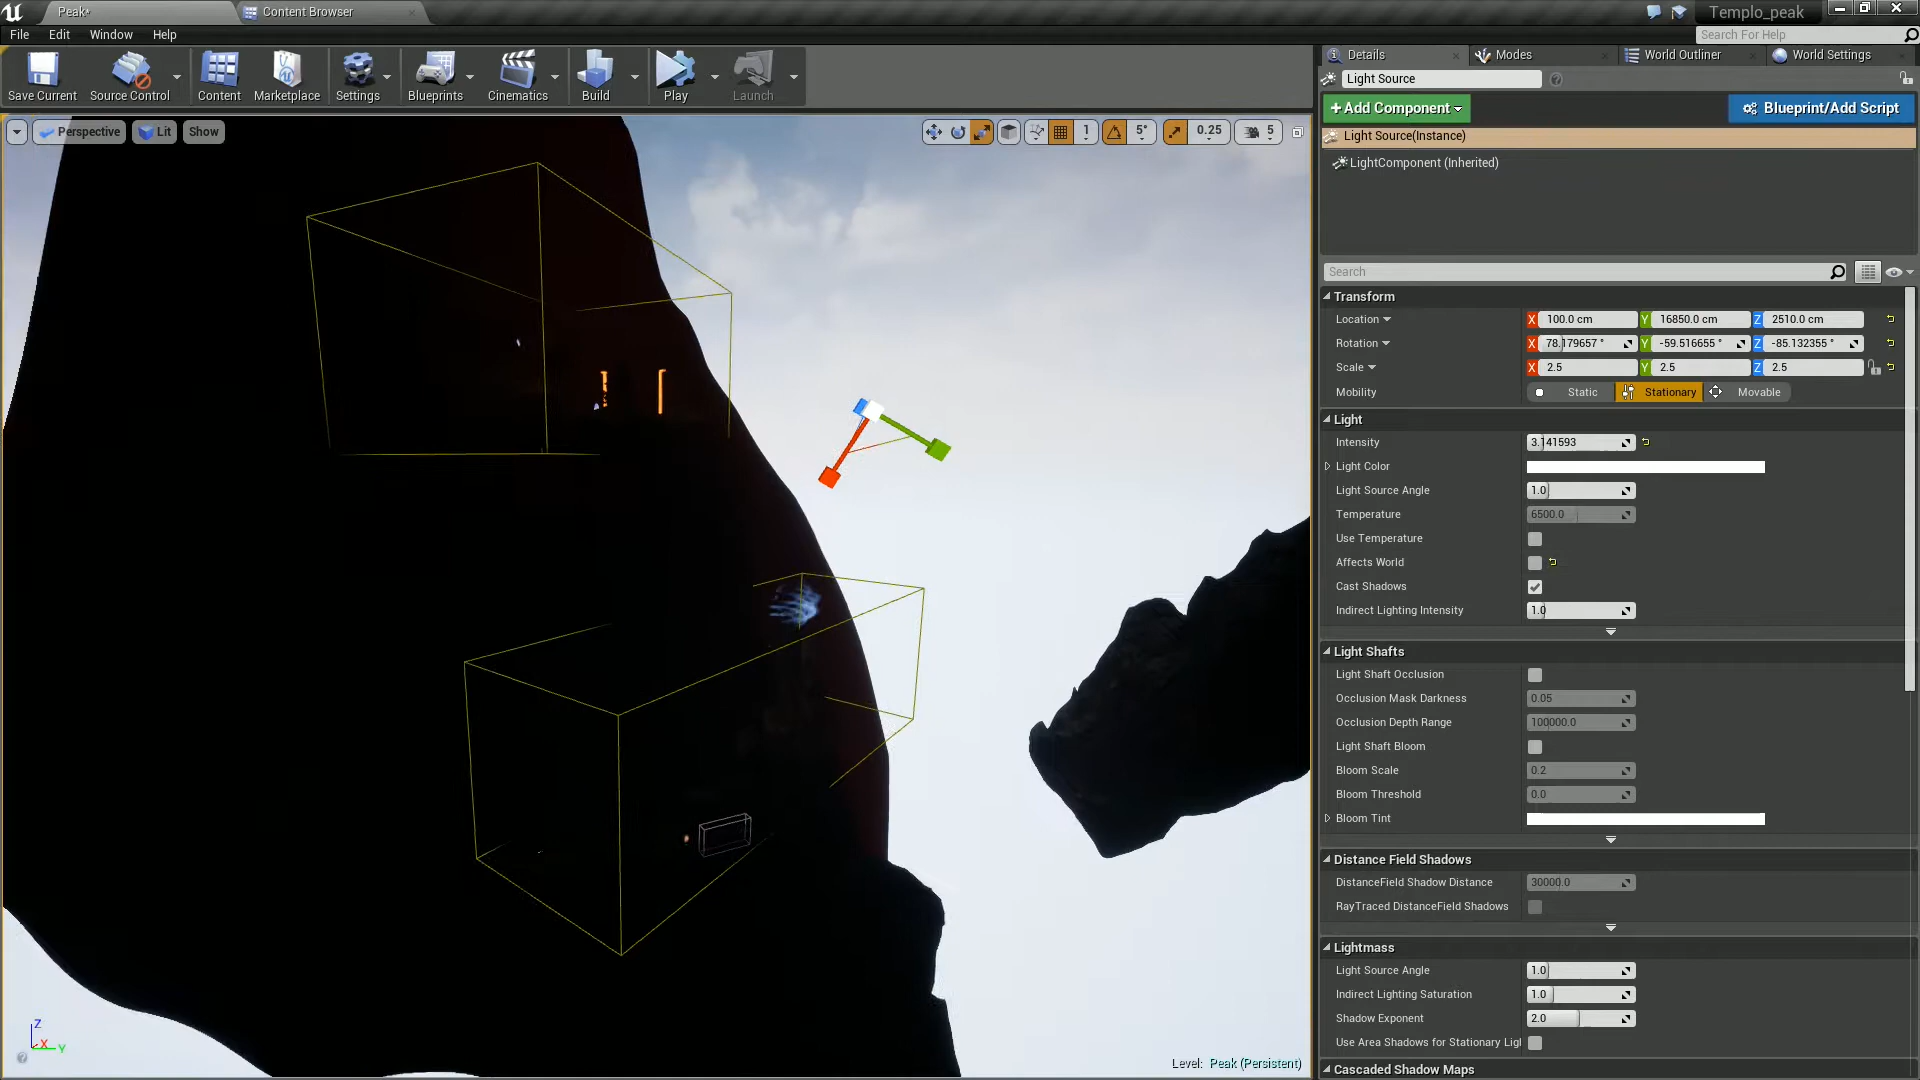 Peak*
Content Browser
Templo_peak
File Edit Window Help
Search For Help
Save Current
Source Control
Content
Marketplace
Settings
Blueprints
Cinematics
Build
Play
Launch
Perspective
Lit
Show
1
5°
0.25
5
Level: Peak (Persistent)
Z
X
Y
Details
Modes
World Outliner
World Settings
Light Source
+Add Component
Blueprint/Add Script
Light Source(Instance)
LightComponent (Inherited)
Search
Transform
Location X 100.0 cm Y 16850.0 cm Z 2510.0 cm
Rotation X 78.179657 ° Y -59.516655 ° Z -85.132355 °
Scale X 2.5 Y 2.5 Z 2.5
Mobility Static Stationary Movable
Light
Intensity 3.141593
Light Color
Light Source Angle 1.0
Temperature 6500.0
Use Temperature
Affects World
Cast Shadows
Indirect Lighting Intensity 1.0
Light Shafts
Light Shaft Occlusion
Occlusion Mask Darkness 0.05
Occlusion Depth Range 100000.0
Light Shaft Bloom
Bloom Scale 0.2
Bloom Threshold 0.0
Bloom Tint
Distance Field Shadows
DistanceField Shadow Distance 30000.0
RayTraced DistanceField Shadows
Lightmass
Light Source Angle 1.0
Indirect Lighting Saturation 1.0
Shadow Exponent 2.0
Use Area Shadows for Stationary Ligl
Cascaded Shadow Maps